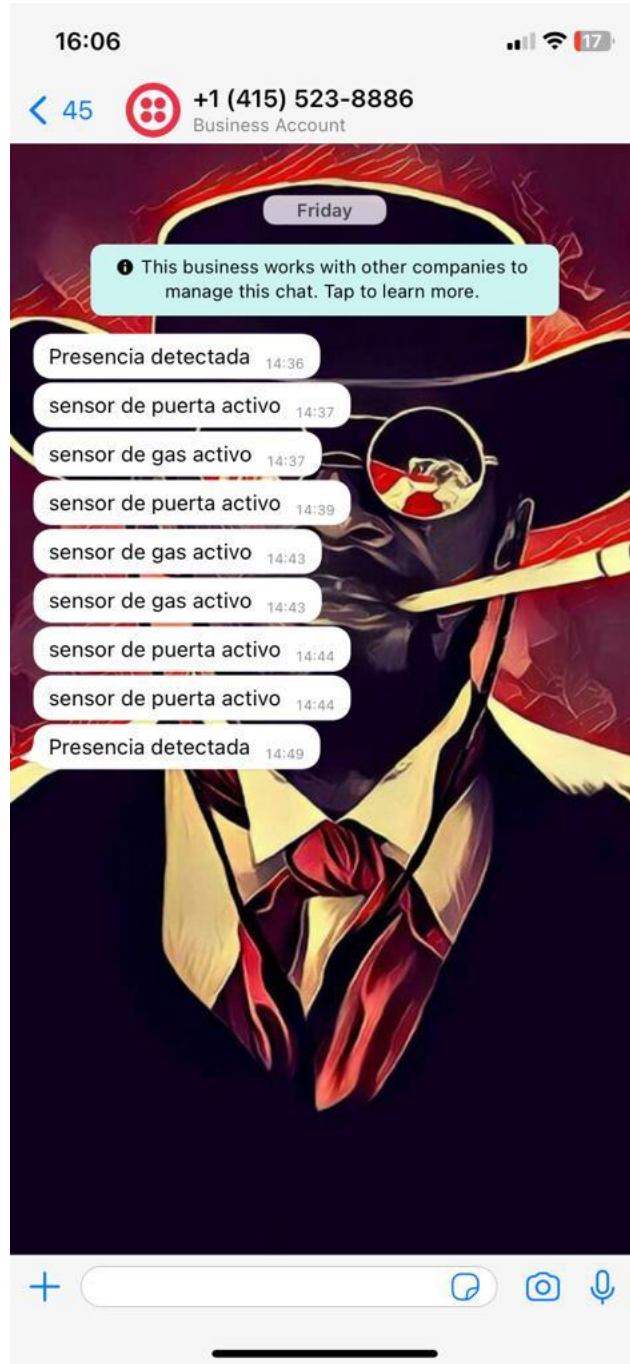 16:06
17
45
+1 (415) 523-8886
Business Account
Friday
This business works with other companies to
manage this chat. Tap to learn more.
Presencia detectada 14:36
sensor de puerta activo 14:37
sensor de gas activo 14:37
sensor de puerta activo 14:39
sensor de gas activo 14:43
sensor de gas activo 14:43
sensor de puerta activo 14:44
sensor de puerta activo 14:44
Presencia detectada 14:49